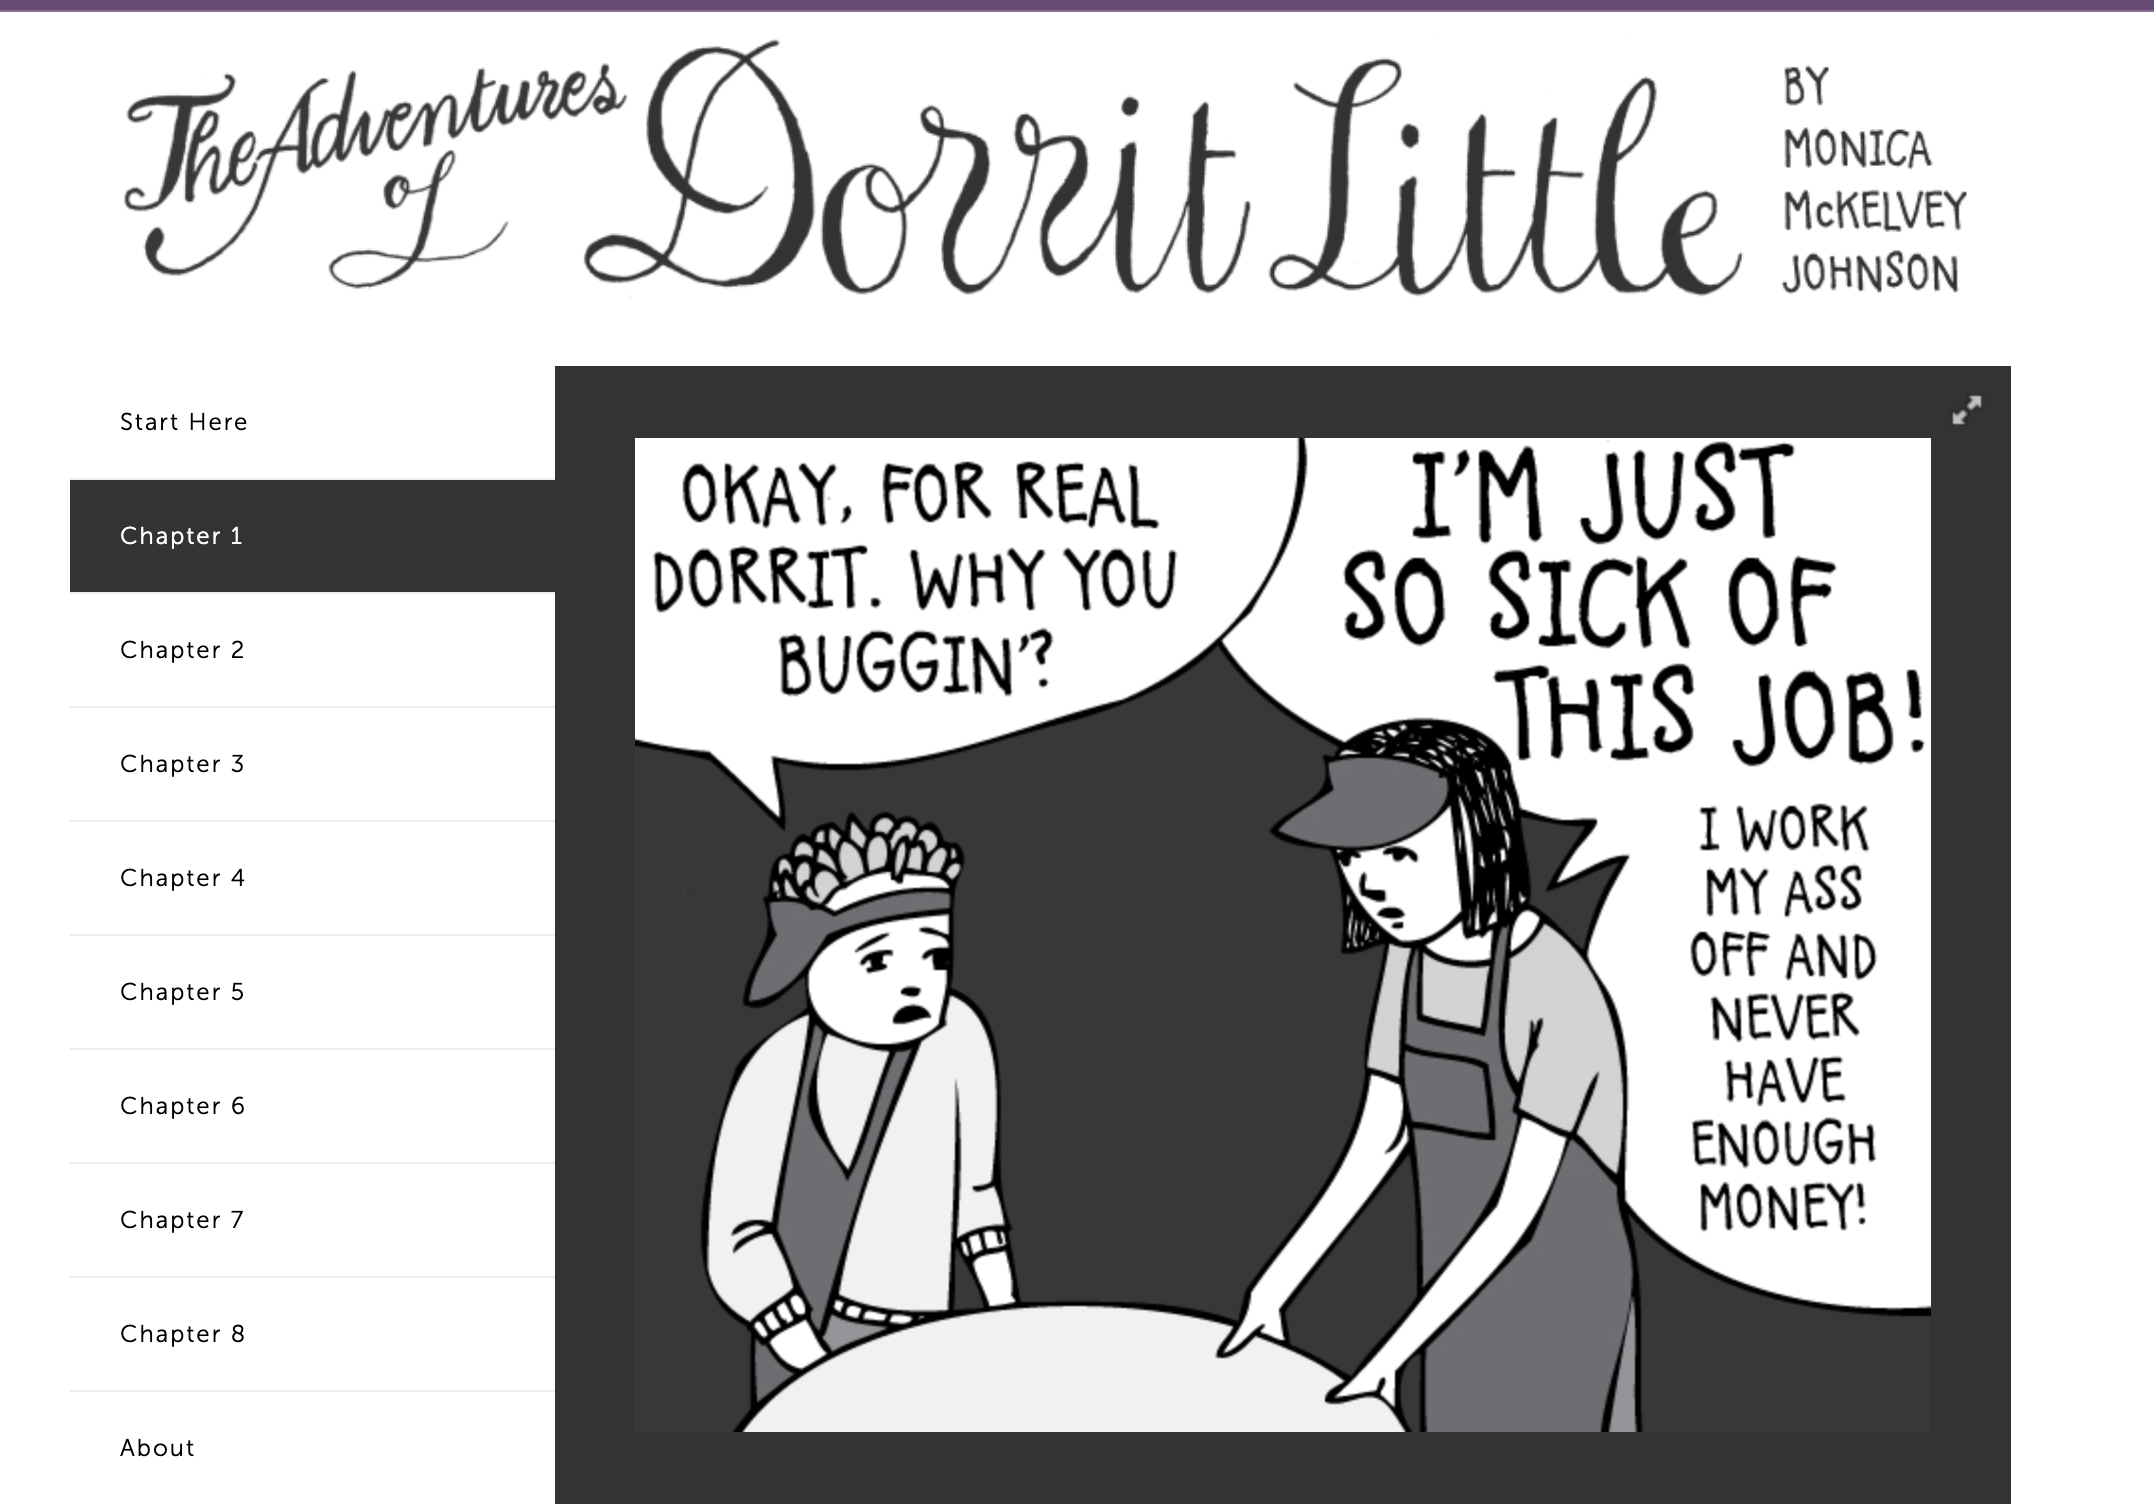 The Adventures
of
Dorrit Little
BY
MONICA
McKELVEY
JOHNSON
Start Here
Chapter 1
Chapter 2
Chapter 3
Chapter 4
Chapter 5
Chapter 6
Chapter 7
Chapter 8
About
OKAY, FOR REAL
DORRIT. WHY YOU
BUGGIN'?
I'M JUST
SO SICK OF
THIS JOB!
I WORK
MY ASS
OFF AND
NEVER
HAVE
ENOUGH
MONEY!